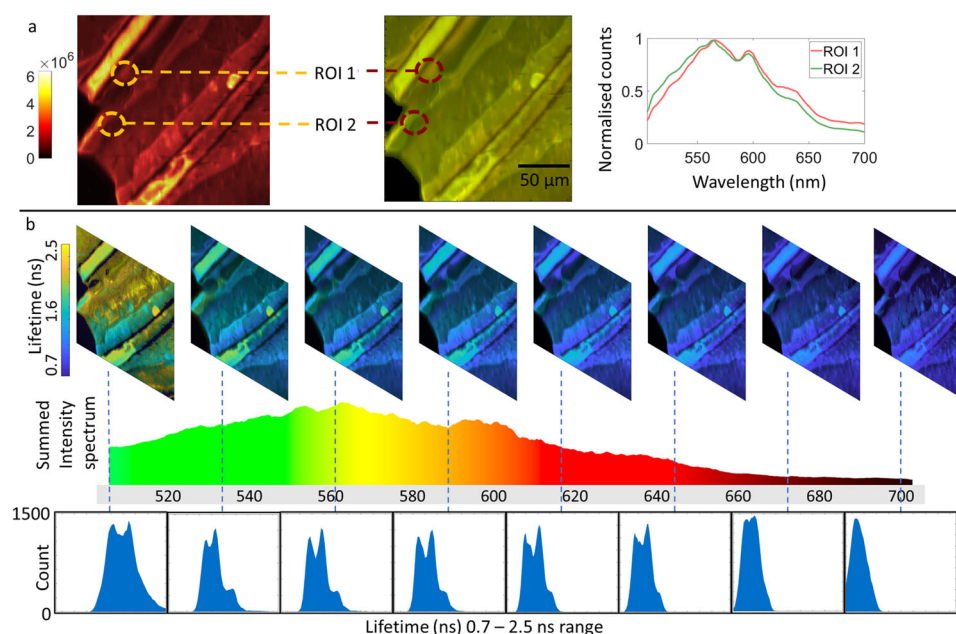 a
×10⁶
6
4
2
0
ROI 1
ROI 2
50 µm
Normalised counts
1
0.5
0
ROI 1
ROI 2
550
600
650
700
Wavelength (nm)
b
Lifetime (ns)
2.5
1.6
0.7
Summed
Intensity
spectrum
520 540 560 580 600 620 640 660 680 700
1500
Count
0
Lifetime (ns) 0.7 – 2.5 ns range